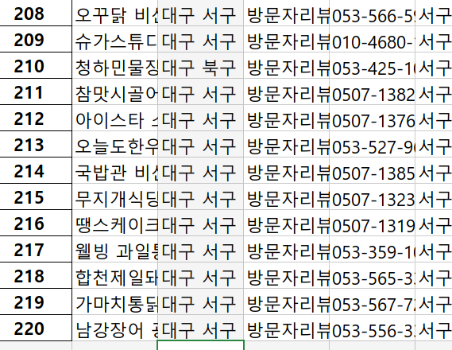 208 오꾸닭 비 대구 서구 방문자리뷰 053-566-5 서구
209 슈가스튜디 대구 서구 방문자리뷰 010-4680- 서구
210 청하민물장 대구 북구 방문자리뷰 053-425-1 서구
211 참맛시골어 대구 서구 방문자리뷰 0507-1382 서구
212 아이스타 대구 서구 방문자리뷰 0507-1376 서구
213 오늘도한우 대구 서구 방문자리뷰 053-527-9 서구
214 국밥관 비 대구 서구 방문자리뷰 0507-1385 서구
215 무지개식당 대구 서구 방문자리뷰 0507-1323 서구
216 땡스케이크 대구 서구 방문자리뷰 0507-1319 서구
217 웰빙 과일 대구 서구 방문자리뷰 053-359-1 서구
218 합천제일돼 대구 서구 방문자리뷰 053-565-3 서구
219 가마치통닭 대구 서구 방문자리뷰 053-567-7 서구
220 남강장어 대구 서구 방문자리뷰 053-556-3 서구